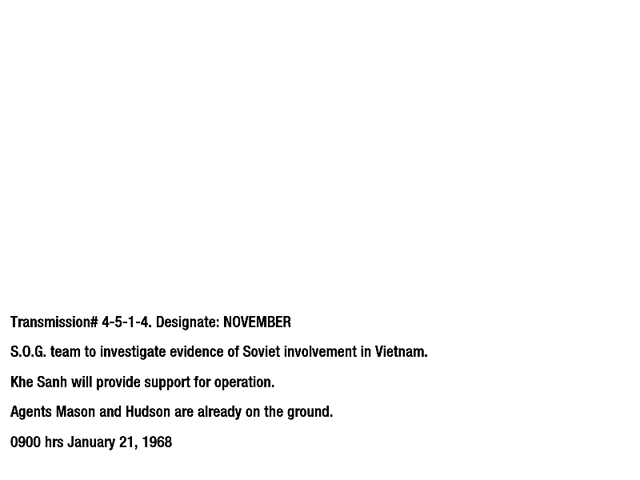 Transmission# 4-5-1-4. Designate: NOVEMBER
S.O.G. team to investigate evidence of Soviet involvement in Vietnam.
Khe Sanh will provide support for operation.
Agents Mason and Hudson are already on the ground.
0900 hrs January 21, 1968